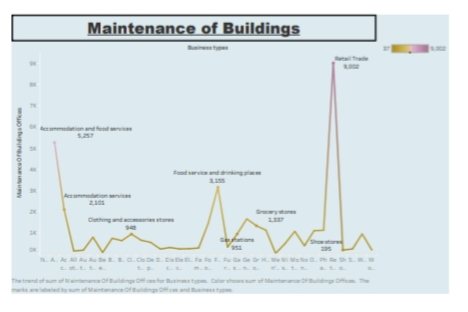 Maintenance of Buildings
Business types
37 9,002
Retail Trade
9,002
9K
8K
7K
6K
5K
4K
3K
2K
1K
0K
Maintenance Of Buildings Offices
Accommodation and food services
5,257
Accommodation services
2,101
Clothing and accessories stores
948
Food service and drinking places
3,155
Gas stations
951
Grocery stores
1,337
Shoe stores
The trend of sum of Maintenance Of Buildings Offices for Business types. Color shows sum of Maintenance Of Buildings Offices. The
marks are labeled by sum of Maintenance Of Buildings Offices and Business types.